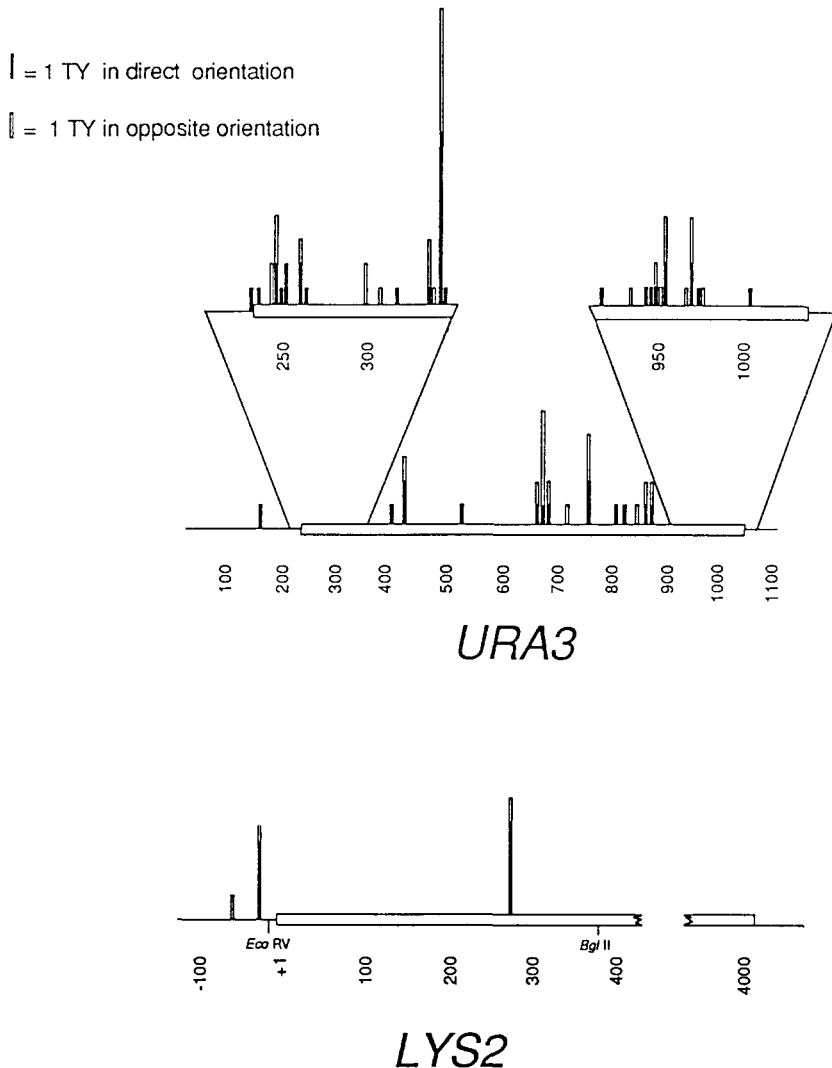 = 1 TY in direct orientation
= 1 TY in opposite orientation
250 300 950 1000
100 200 300 400 500 600 700 800 900 1000 1100
URA3
Eco RV Bgl II
-100 +1 100 200 300 400 4000
LYS2